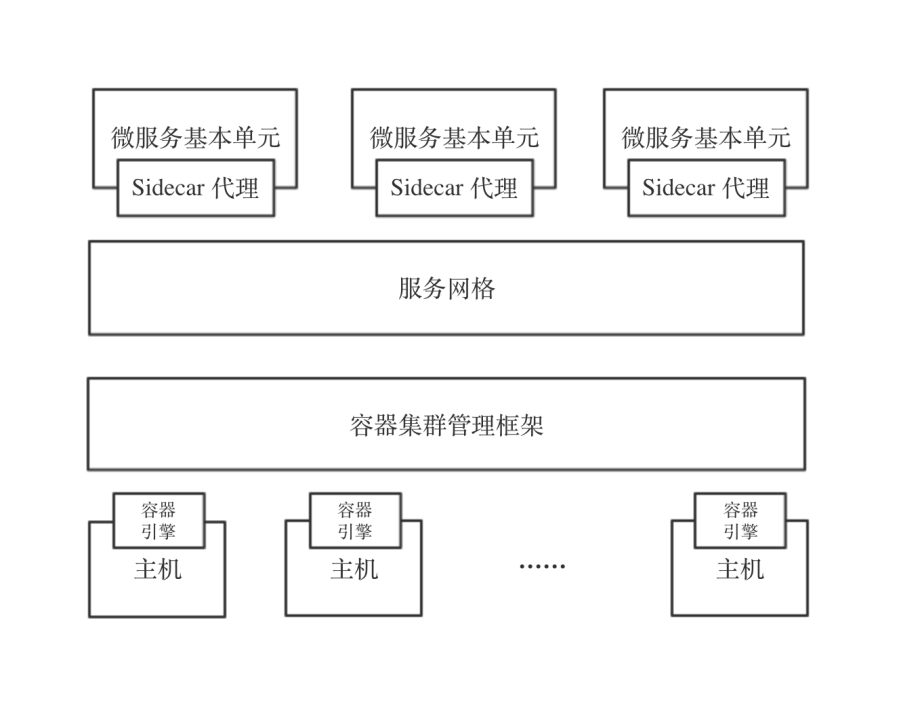 微服务基本单元
微服务基本单元
微服务基本单元
Sidecar 代理
Sidecar 代理
Sidecar 代理
服务网格
容器集群管理框架
容器
引擎
容器
引擎
容器
引擎
主机
主机
······
主机